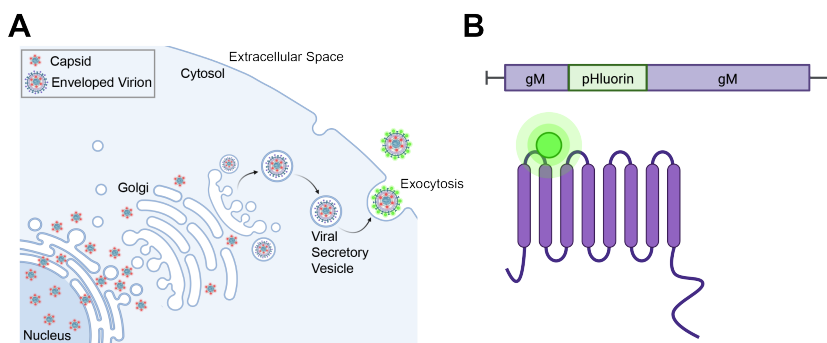 A
Capsid
Enveloped Virion
Extracellular Space
Cytosol
Golgi
Exocytosis
Viral
Secretory
Vesicle
Nucleus
B
gM
pHluorin
gM